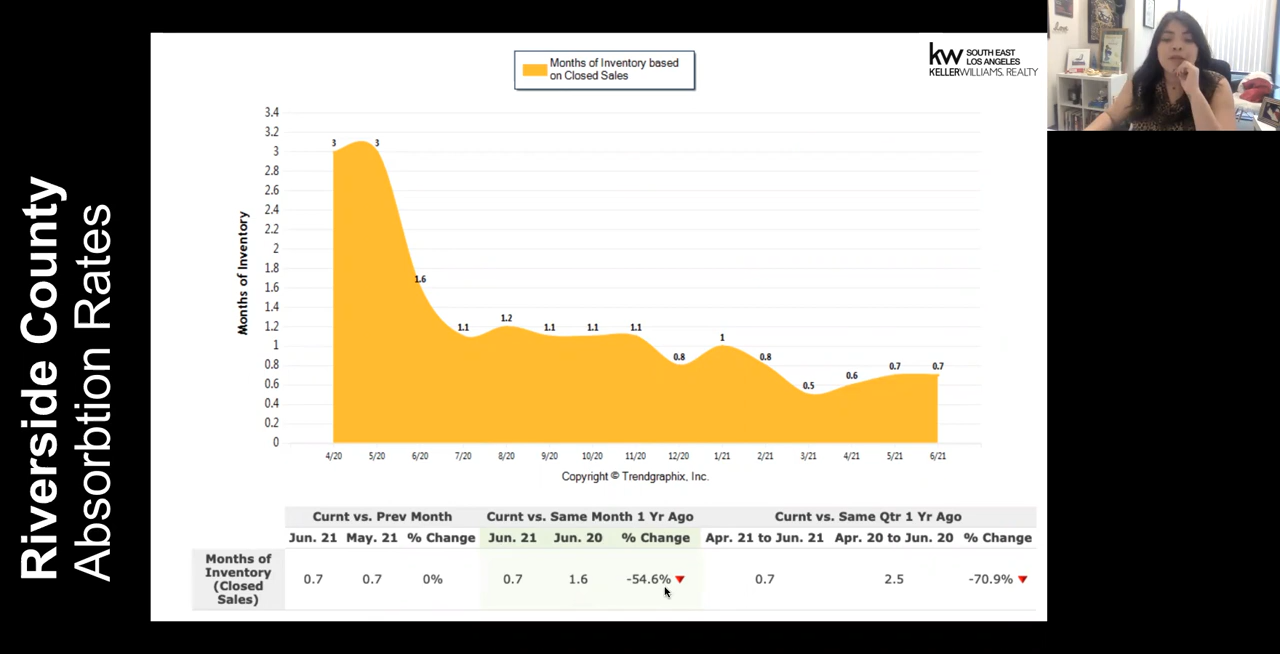 Riverside County
Absorbtion Rates
Months of Inventory based
on Closed Sales
kw SOUTH EAST
LOS ANGELES
KELLERWILLIAMS. REALTY
Months of Inventory
3.4
3.2
3
2.8
2.6
2.4
2.2
2
1.8
1.6
1.4
1.2
1
0.8
0.6
0.4
0.2
0
3 3 1.6 1.1 1.2 1.1 1.1 1.1 0.8 1 0.8 0.5 0.6 0.7 0.7
4/20 5/20 6/20 7/20 8/20 9/20 10/20 11/20 12/20 1/21 2/21 3/21 4/21 5/21 6/21
Copyright © Trendgraphix, Inc.
Curnt vs. Prev Month Curnt vs. Same Month 1 Yr Ago Curnt vs. Same Qtr 1 Yr Ago
Jun. 21 May. 21 % Change Jun. 21 Jun. 20 % Change Apr. 21 to Jun. 21 Apr. 20 to Jun. 20 % Change
Months of
Inventory
(Closed
Sales)
0.7 0.7 0% 0.7 1.6 -54.6% 0.7 2.5 -70.9%